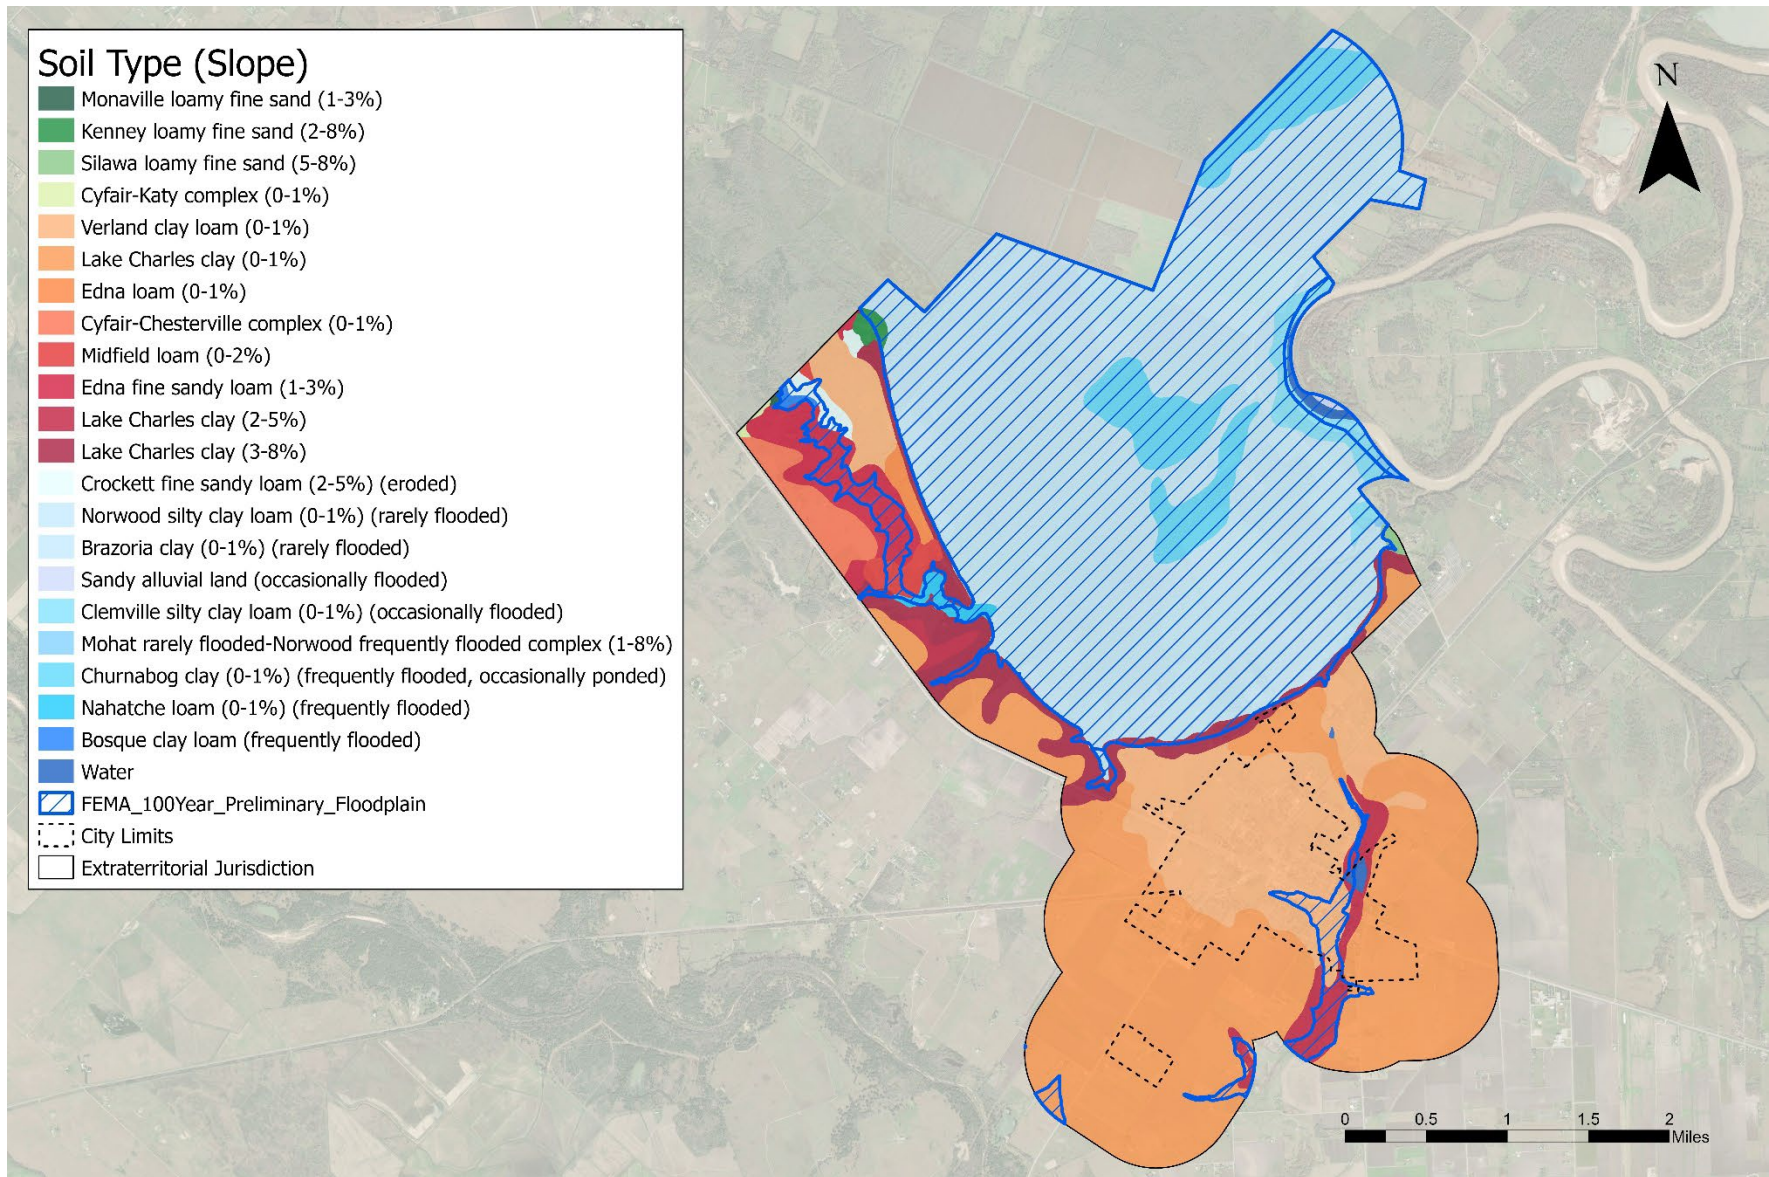 Soil Type (Slope)
Monaville loamy fine sand (1-3%)
Kenney loamy fine sand (2-8%)
Silawa loamy fine sand (5-8%)
Cyfair-Katy complex (0-1%)
Verland clay loam (0-1%)
Lake Charles clay (0-1%)
Edna loam (0-1%)
Cyfair-Chesterville complex (0-1%)
Midfield loam (0-2%)
Edna fine sandy loam (1-3%)
Lake Charles clay (2-5%)
Lake Charles clay (3-8%)
Crockett fine sandy loam (2-5%) (eroded)
Norwood silty clay loam (0-1%) (rarely flooded)
Brazoria clay (0-1%) (rarely flooded)
Sandy alluvial land (occasionally flooded)
Clemville silty clay loam (0-1%) (occasionally flooded)
Mohat rarely flooded-Norwood frequently flooded complex (1-8%)
Churnabog clay (0-1%) (frequently flooded, occasionally ponded)
Nahatche loam (0-1%) (frequently flooded)
Bosque clay loam (frequently flooded)
Water
FEMA_100Year_Preliminary_Floodplain
City Limits
Extraterritorial Jurisdiction
N
0 0.5 1 1.5 2
Miles